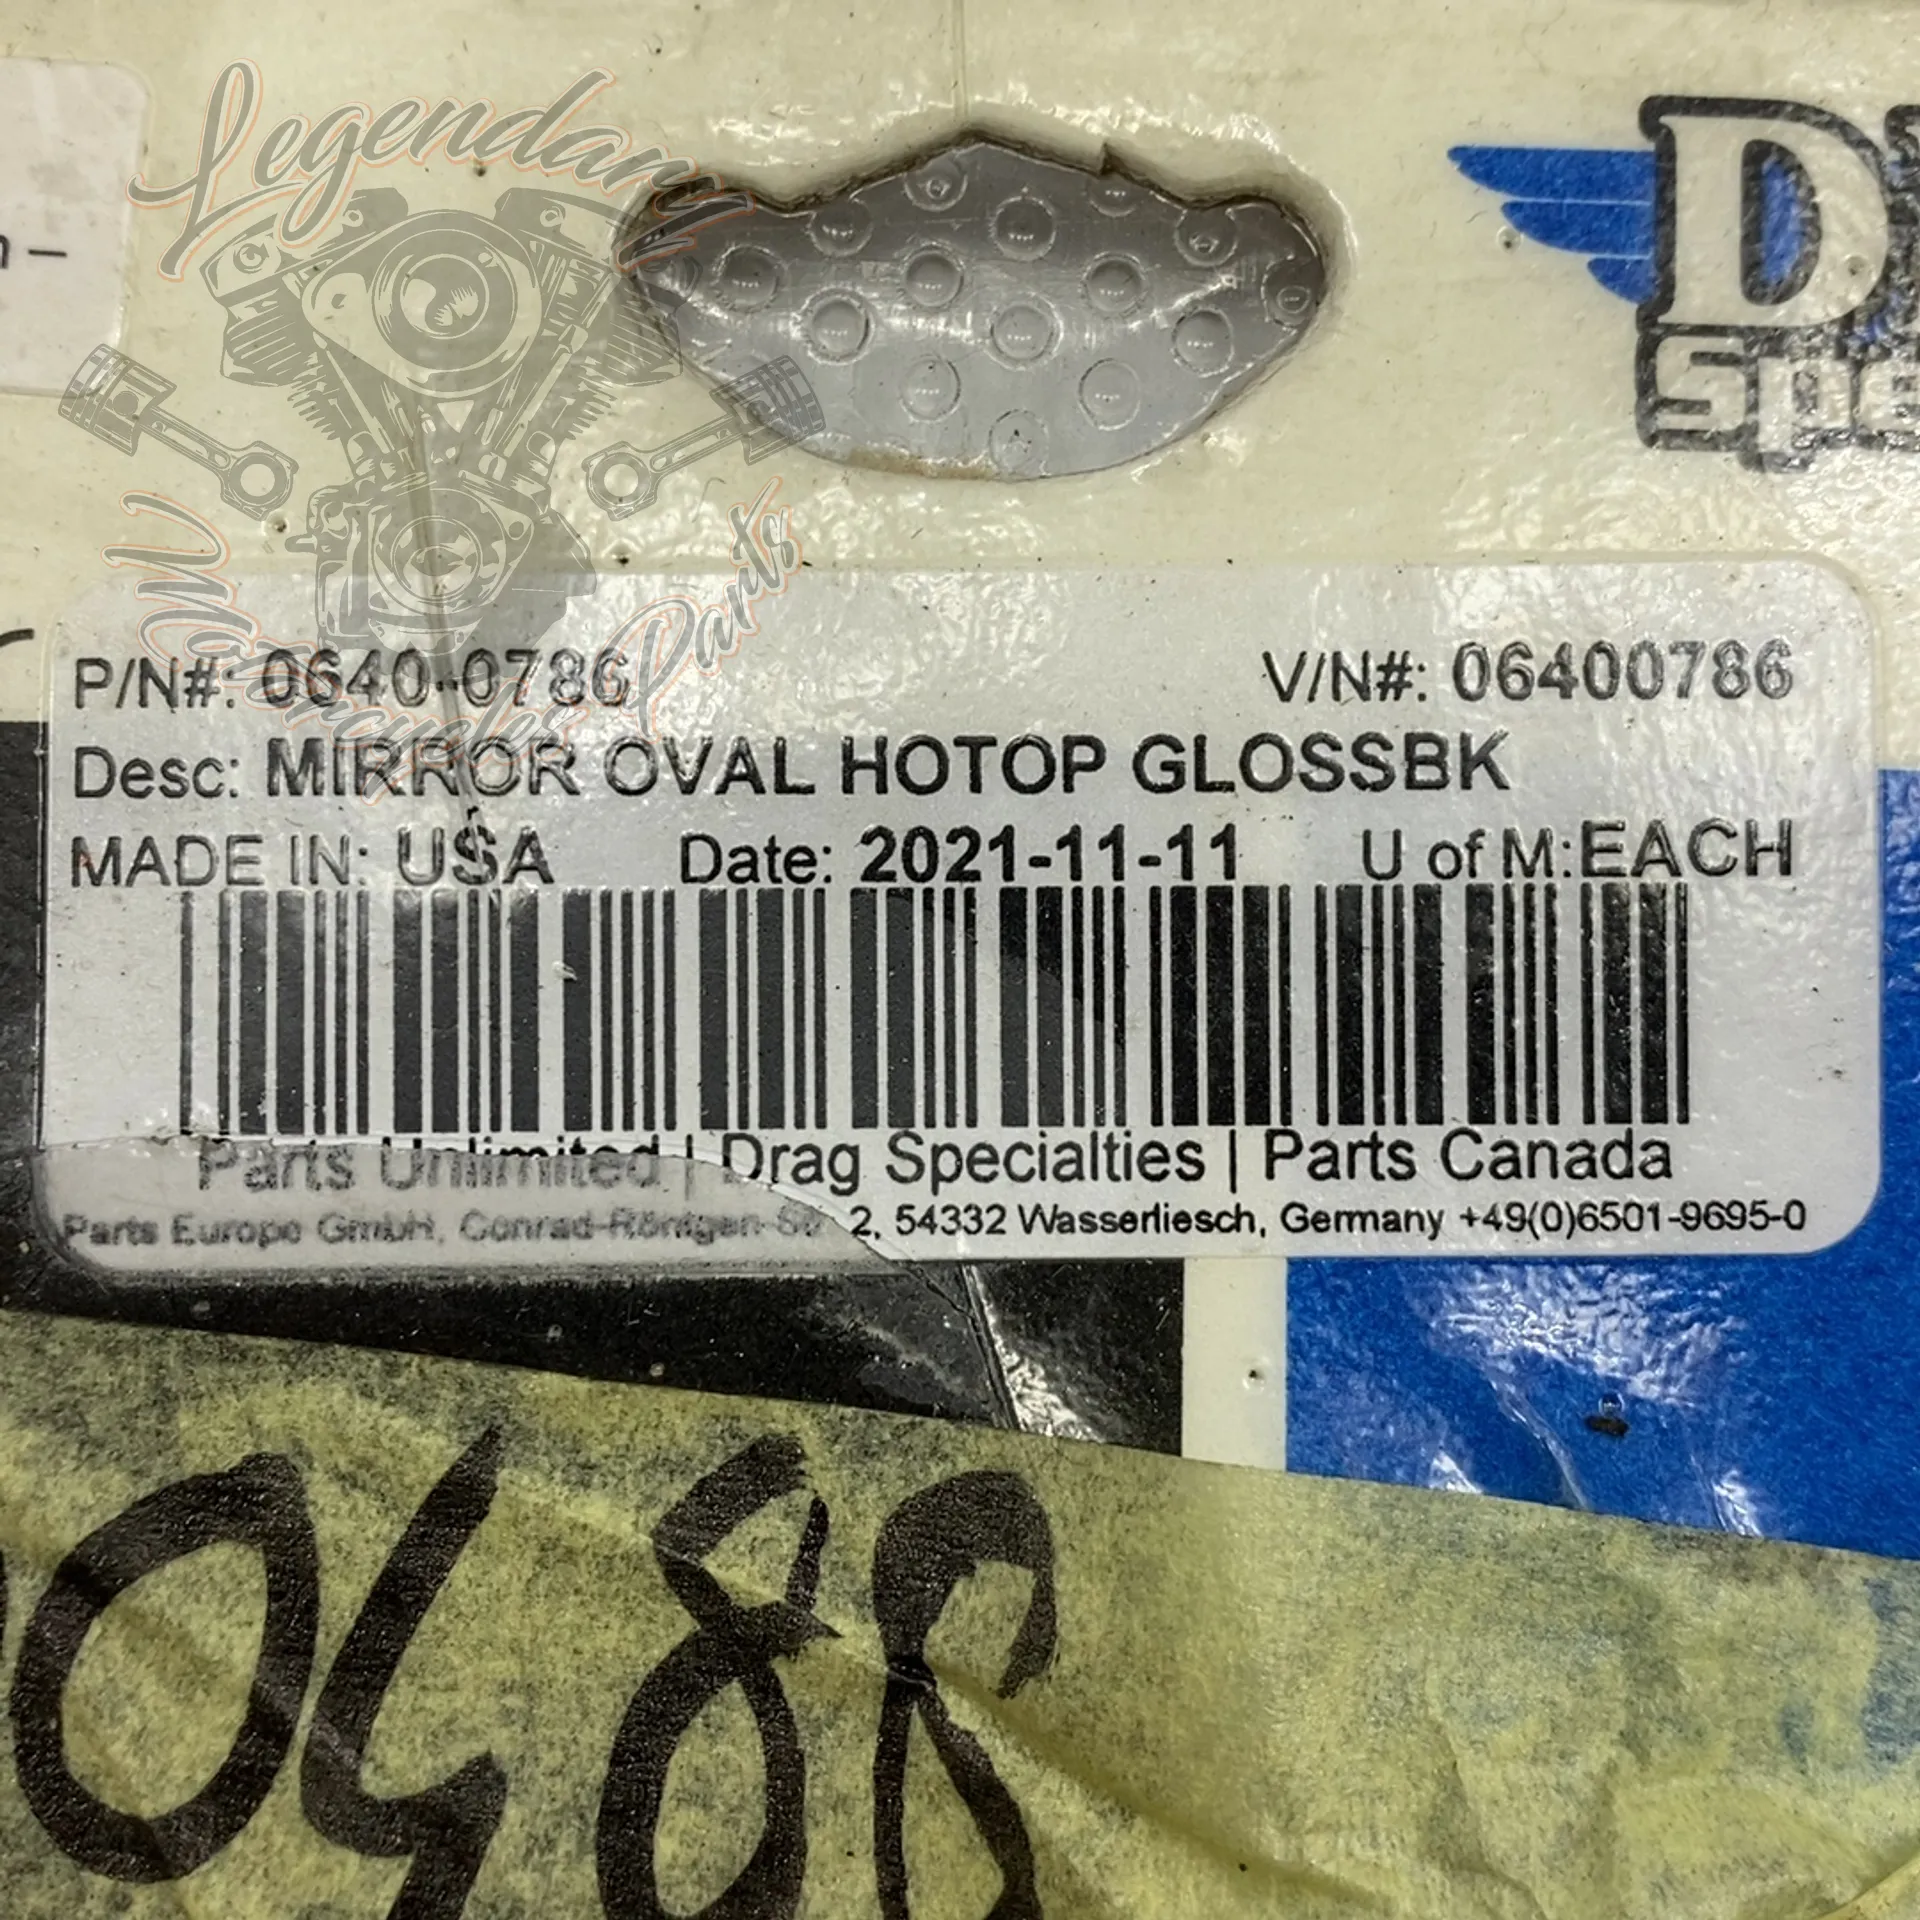 Legendary
Motorcycles Parts
P/N#: 0640-0786 V/N#: 06400786
Desc: MIRROR OVAL HOTOP GLOSSBK
MADE IN: USA Date: 2021-11-11 U of M:EACH
Parts Unlimited | Drag Specialties | Parts Canada
Parts Europe GmbH, Conrad-Röntgen-Str. 2, 54332 Wasserliesch, Germany +49(0)6501-9695-0
0488